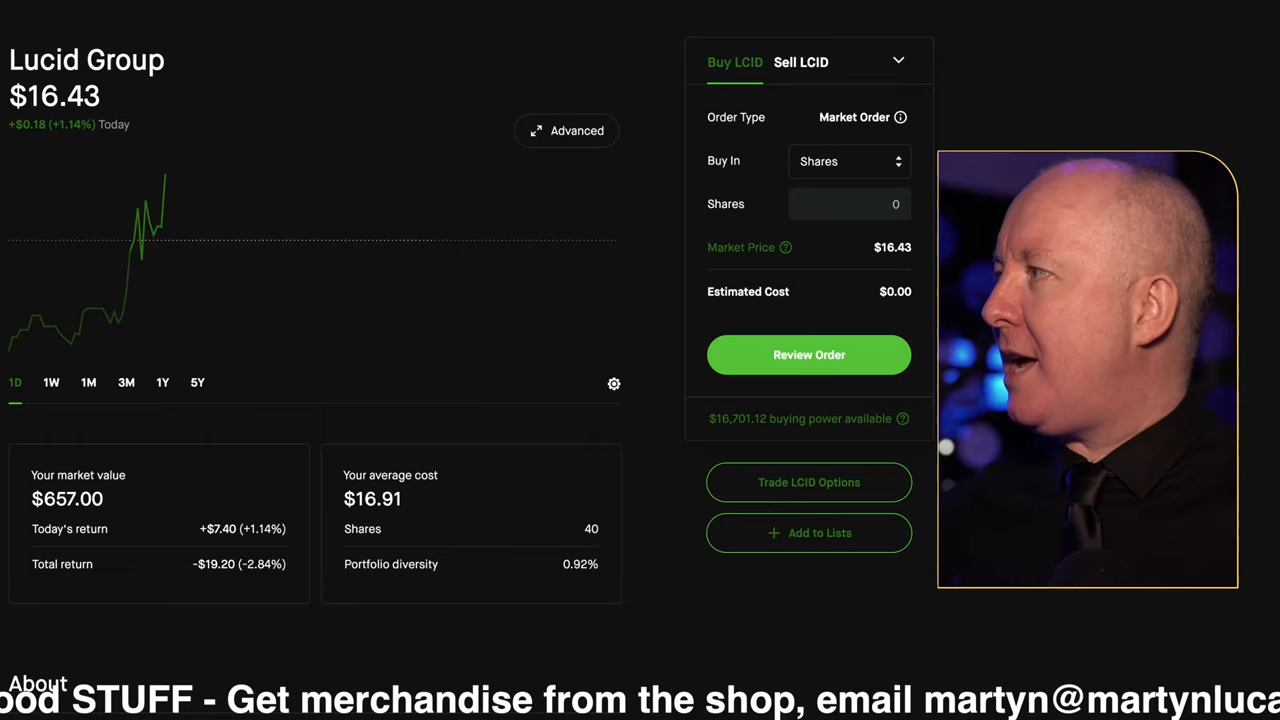 Lucid Group
$16.43
+$0.18 (+1.14%) Today
Advanced
1D 1W 1M 3M 1Y 5Y
Your market value
$657.00
Today's return +$7.40 (+1.14%)
Total return -$19.20 (-2.84%)
Your average cost
$16.91
Shares 40
Portfolio diversity 0.92%
Buy LCID Sell LCID
Order Type Market Order
Buy In Shares
Shares 0
Market Price $16.43
Estimated Cost $0.00
Review Order
$16,701.12 buying power available
Trade LCID Options
+ Add to Lists
About
ood STUFF - Get merchandise from the shop, email martyn@martynluca